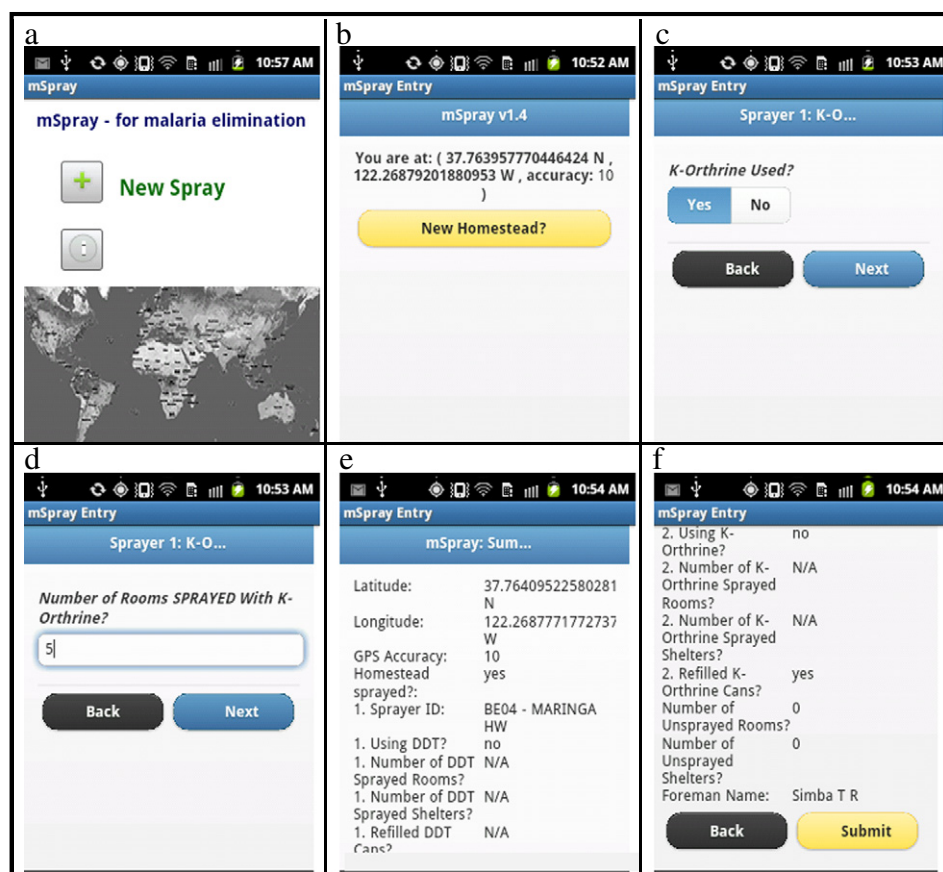 a
10:57 AM
mSpray
mSpray - for malaria elimination
New Spray
b
10:52 AM
mSpray Entry
mSpray v1.4
You are at: ( 37.763957770446424 N ,
122.26879201880953 W , accuracy: 10
)
New Homestead?
c
10:53 AM
mSpray Entry
Sprayer 1: K-O...
K-Orthrine Used?
Yes No
Back Next
d
10:53 AM
mSpray Entry
Sprayer 1: K-O...
Number of Rooms SPRAYED With K-
Orthrine?
5
Back Next
e
10:54 AM
mSpray Entry
mSpray: Sum...
Latitude: 37.76409522580281
N
Longitude: 122.2687771772737
W
GPS Accuracy: 10
Homestead yes
sprayed?:
1. Sprayer ID: BE04 - MARINGA
HW
1. Using DDT? no
1. Number of DDT N/A
Sprayed Rooms?
1. Number of DDT N/A
Sprayed Shelters?
1. Refilled DDT N/A
Cans?
f
10:54 AM
mSpray Entry
2. Using K- no
Orthrine?
2. Number of K- N/A
Orthrine Sprayed
Rooms?
2. Number of K- N/A
Orthrine Sprayed
Shelters?
2. Refilled K- yes
Orthrine Cans?
Number of 0
Unsprayed Rooms?
Number of 0
Unsprayed
Shelters?
Foreman Name: Simba T R
Back Submit